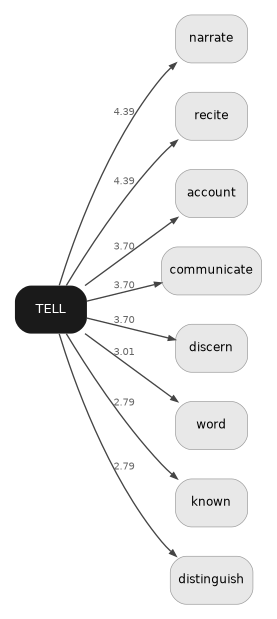 narrate
4.39
recite
4.39
account
3.70
communicate
3.70
TELL
discern
3.70
word
3.01
known
2.79
distinguish
2.79